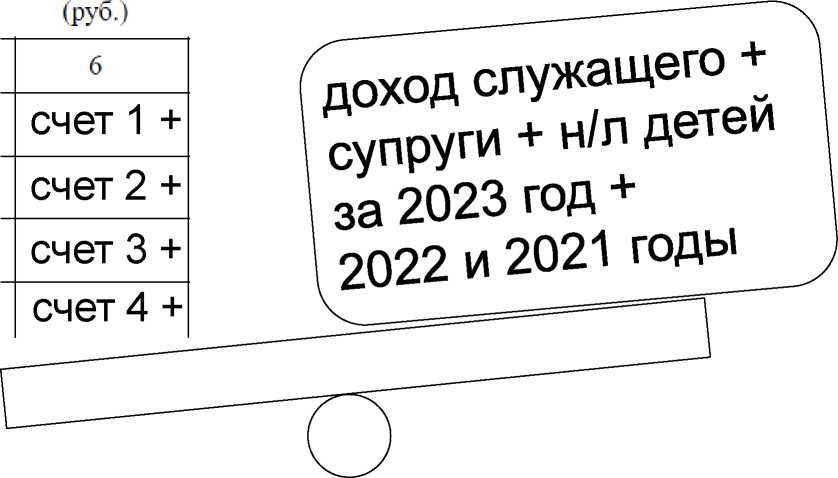 (руб.)
6
счет 1 +
счет 2 +
счет 3 +
счет 4 +
доход служащего +
супруги + н/л детей
за 2023 год +
2022 и 2021 годы